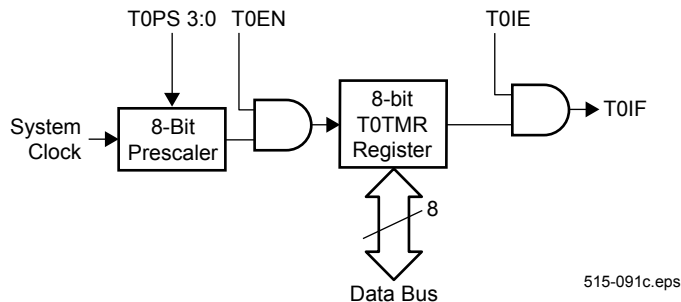 T0PS 3:0
T0EN
T0IE
System
Clock
8-Bit
Prescaler
8-bit
T0TMR
Register
T0IF
8
Data Bus
515-091c.eps